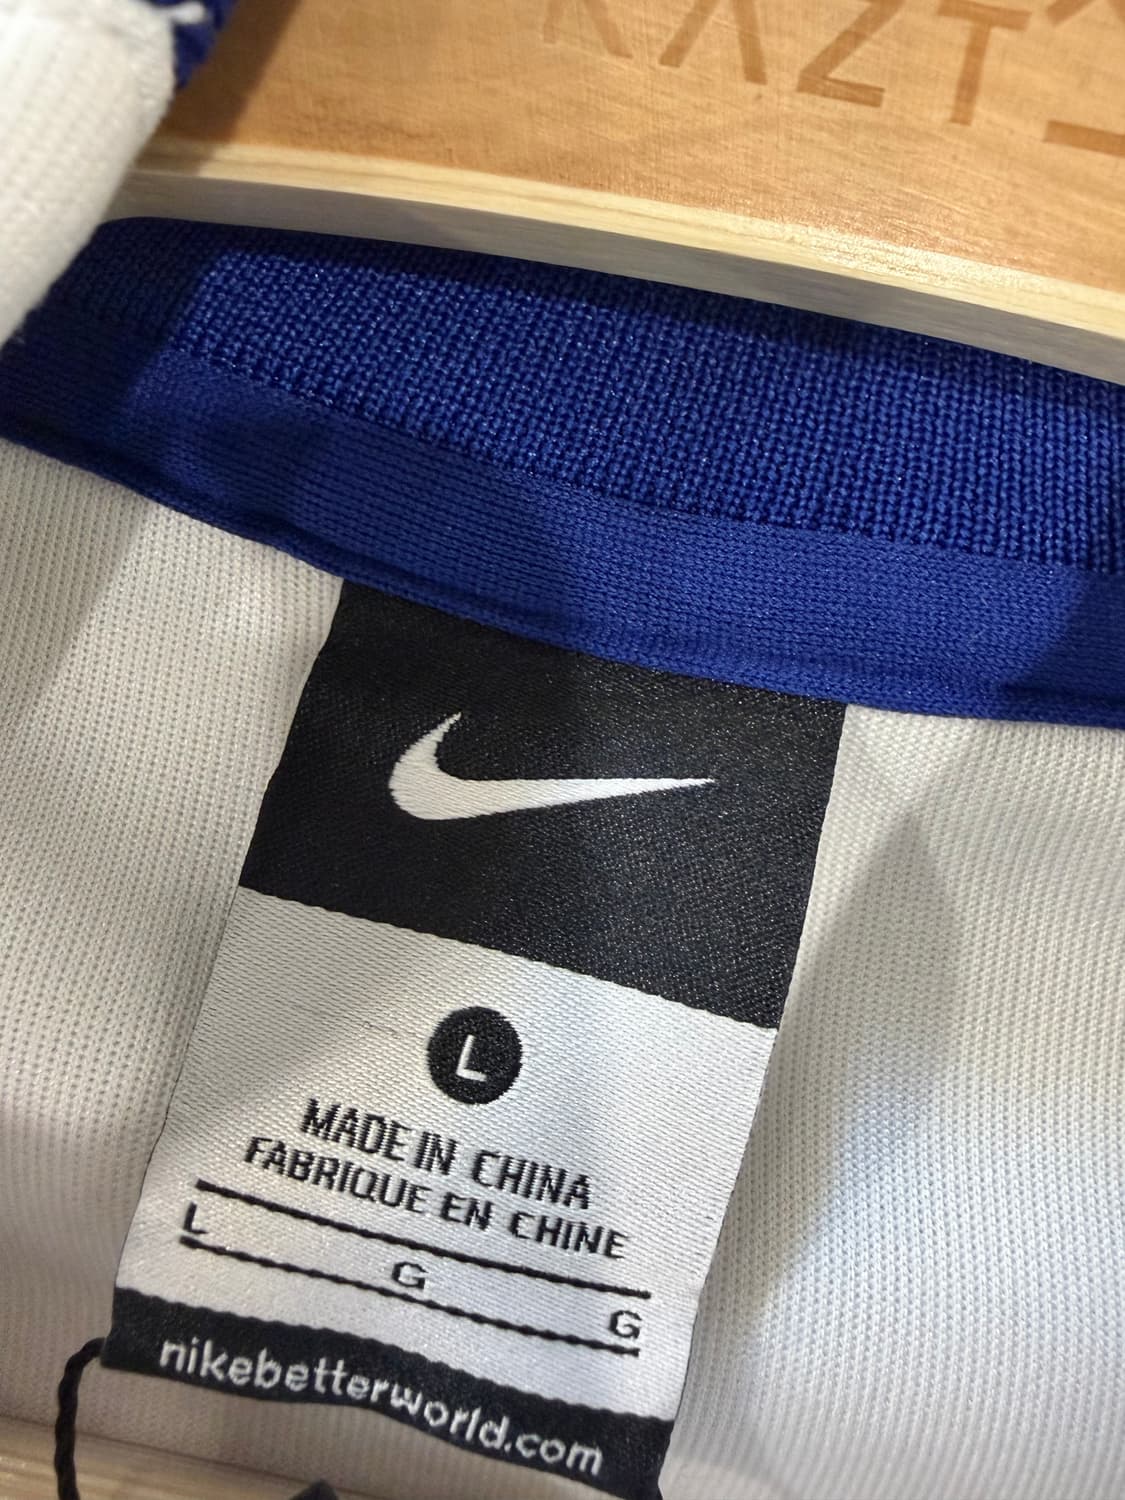 L
MADE IN CHINA
FABRIQUE EN CHINE
L G G
nikebetterworld.com